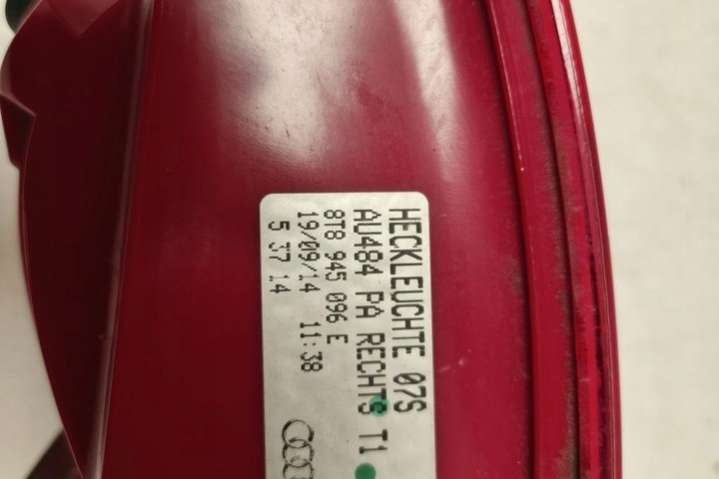 HECKLEUCHTE 07S
AU484 PA RECHTS T1
8T8 945 096 E
19/09/14 11:38
5 37 14